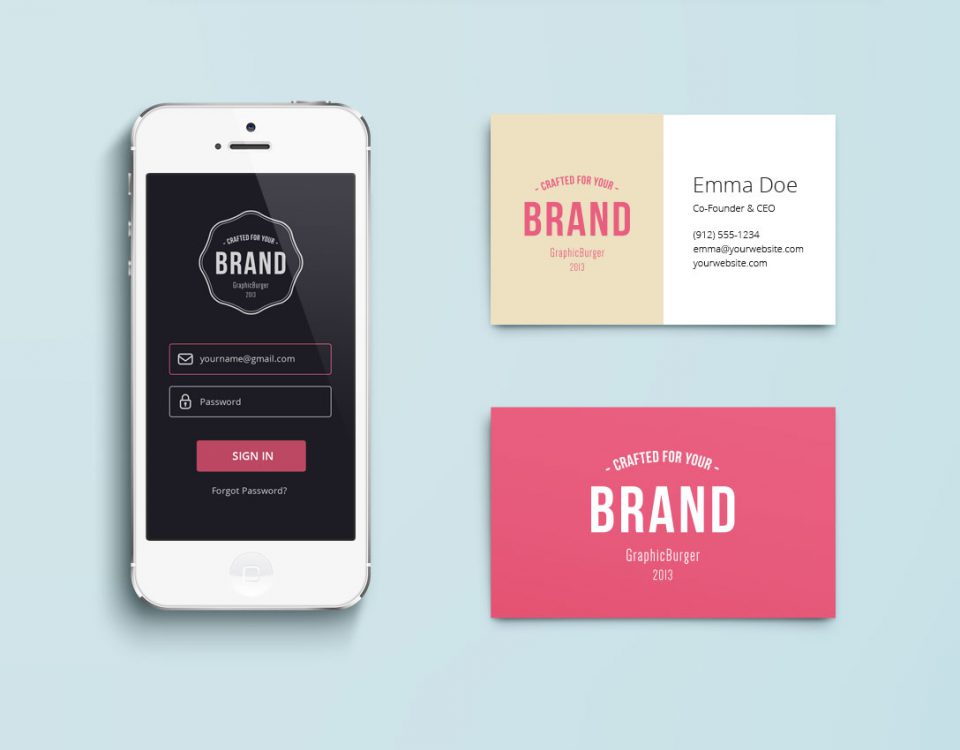 - CRAFTED FOR YOUR -
BRAND
GraphicBurger
2013
yourname@gmail.com
Password
SIGN IN
Forgot Password?
- CRAFTED FOR YOUR -
BRAND
GraphicBurger
2013
Emma Doe
Co-Founder & CEO
(912) 555-1234
emma@yourwebsite.com
yourwebsite.com
- CRAFTED FOR YOUR -
BRAND
GraphicBurger
2013